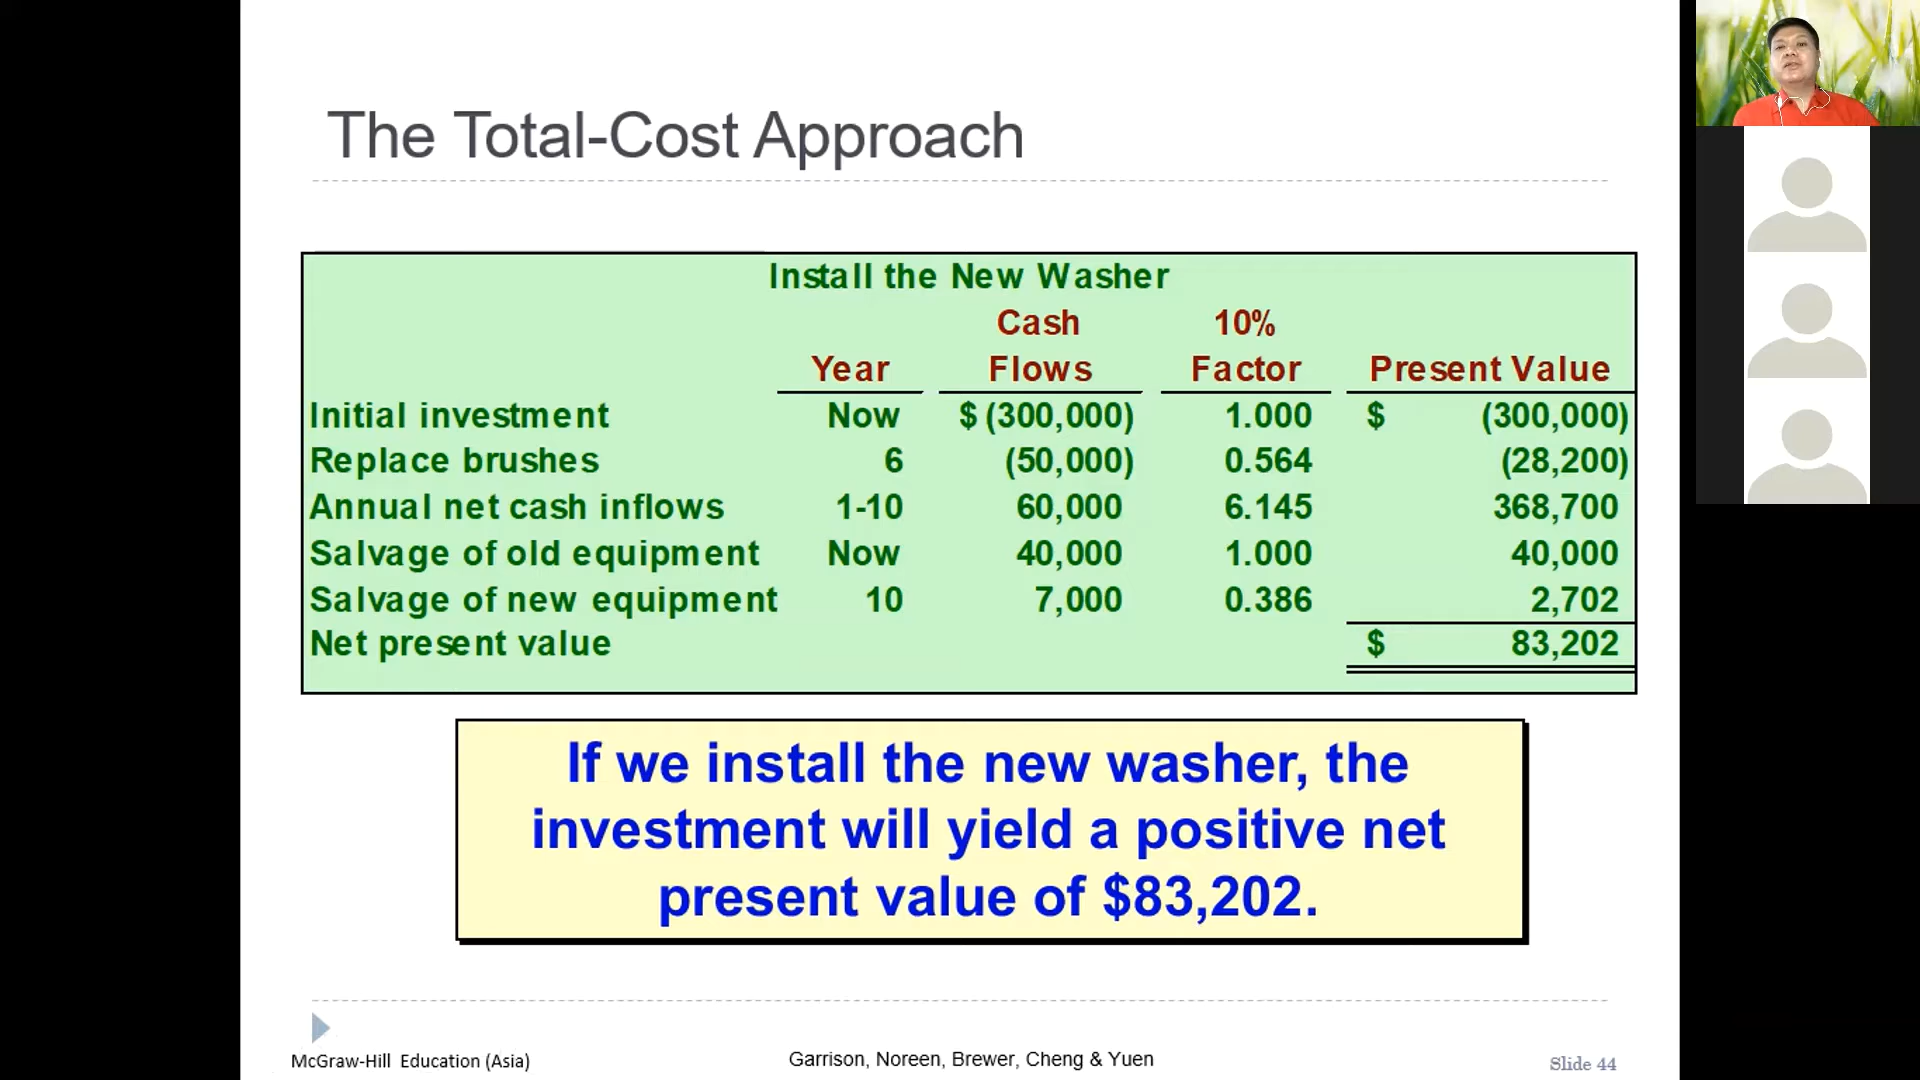 The Total-Cost Approach
Install the New Washer
Cash 10%
Year Flows Factor Present Value
Initial investment Now $ (300,000) 1.000 $ (300,000)
Replace brushes 6 (50,000) 0.564 (28,200)
Annual net cash inflows 1-10 60,000 6.145 368,700
Salvage of old equipment Now 40,000 1.000 40,000
Salvage of new equipment 10 7,000 0.386 2,702
Net present value $ 83,202
If we install the new washer, the
investment will yield a positive net
present value of $83,202.
McGraw-Hill Education (Asia) Garrison, Noreen, Brewer, Cheng & Yuen Slide 44